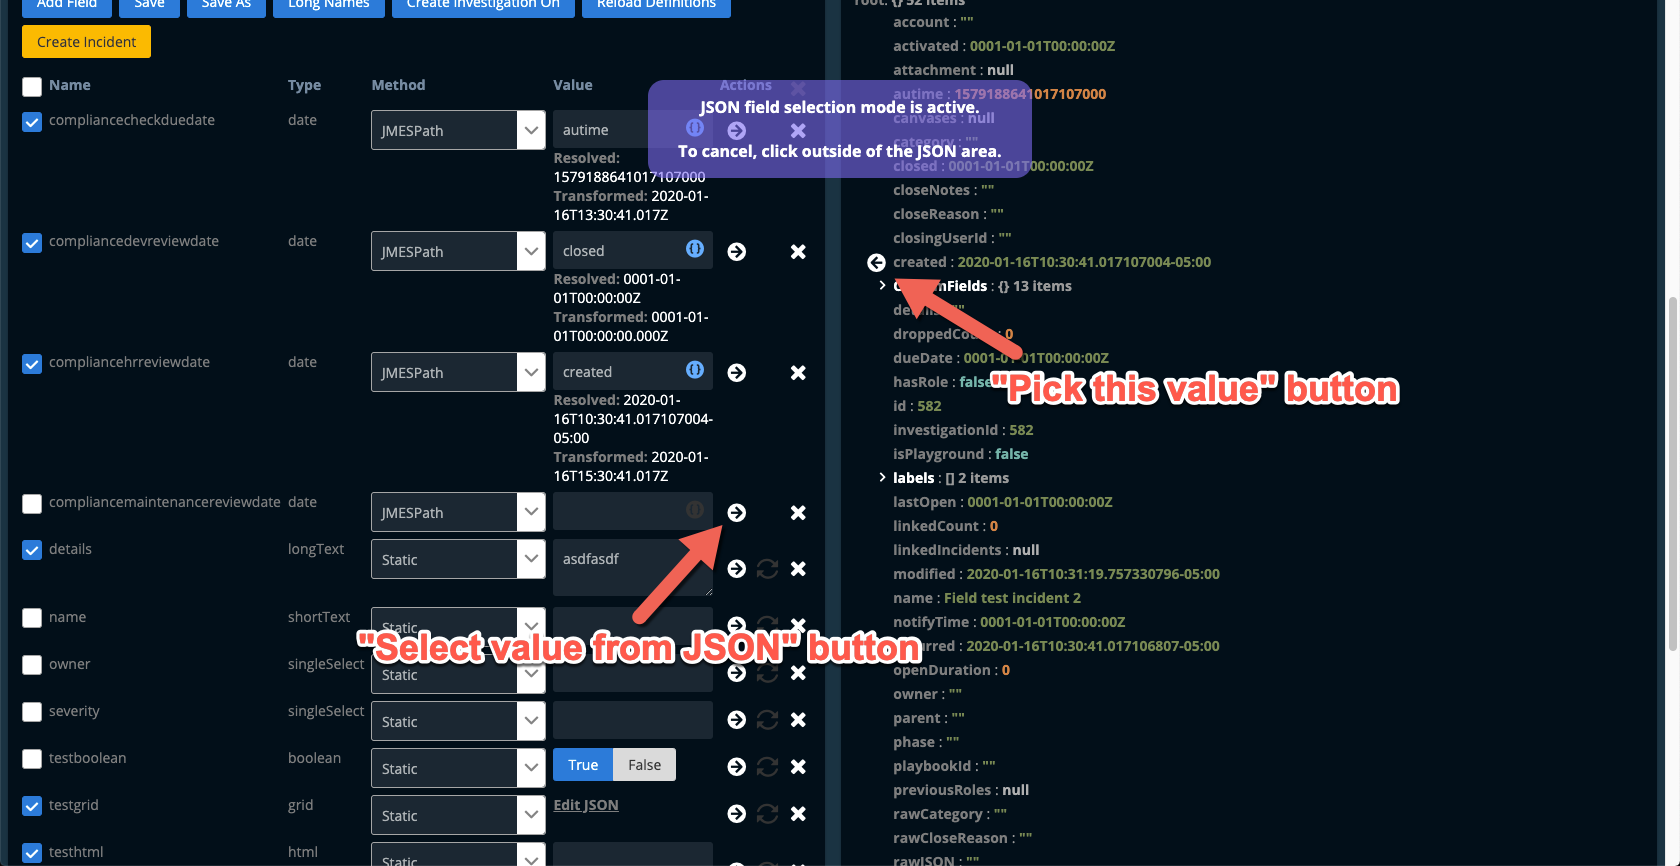 Add Field Save Save As Long Names Create Investigation On Reload Definitions
Create Incident
Name Type Method Value Actions
compliancecheckduedate date JMESPath autime
Resolved:
1579188641017107000
Transformed: 2020-01-
16T13:30:41.017Z
compliancedevreviewdate date JMESPath closed
Resolved: 0001-01-
01T00:00:00Z
Transformed: 0001-01-
01T00:00:00.000Z
compliancehrreviewdate date JMESPath created
Resolved: 2020-01-
16T10:30:41.017107004-
05:00
Transformed: 2020-01-
16T15:30:41.017Z
compliancemaintenancereviewdate date JMESPath
details longText Static asdfasdf
name shortText Static
owner singleSelect Static
severity singleSelect Static
testboolean boolean Static True False
testgrid grid Static Edit JSON
testhtml html Static
JSON field selection mode is active.
To cancel, click outside of the JSON area.
"Select value from JSON" button
"Pick this value" button
root: {} 52 items
account : ""
activated : 0001-01-01T00:00:00Z
attachment : null
autime : 1579188641017107000
canvases : null
category : ""
closed : 0001-01-01T00:00:00Z
closeNotes : ""
closeReason : ""
closingUserId : ""
created : 2020-01-16T10:30:41.017107004-05:00
mFields : {} 13 items
details : ""
droppedCou : 0
dueDate : 0001-01-01T00:00:00Z
hasRole : false
id : 582
investigationId : 582
isPlayground : false
labels : [] 2 items
lastOpen : 0001-01-01T00:00:00Z
linkedCount : 0
linkedIncidents : null
modified : 2020-01-16T10:31:19.757330796-05:00
name : Field test incident 2
notifyTime : 0001-01-01T00:00:00Z
urred : 2020-01-16T10:30:41.017106807-05:00
openDuration : 0
owner : ""
parent : ""
phase : ""
playbookId : ""
previousRoles : null
rawCategory : ""
rawCloseReason : ""
rawJSON : ""